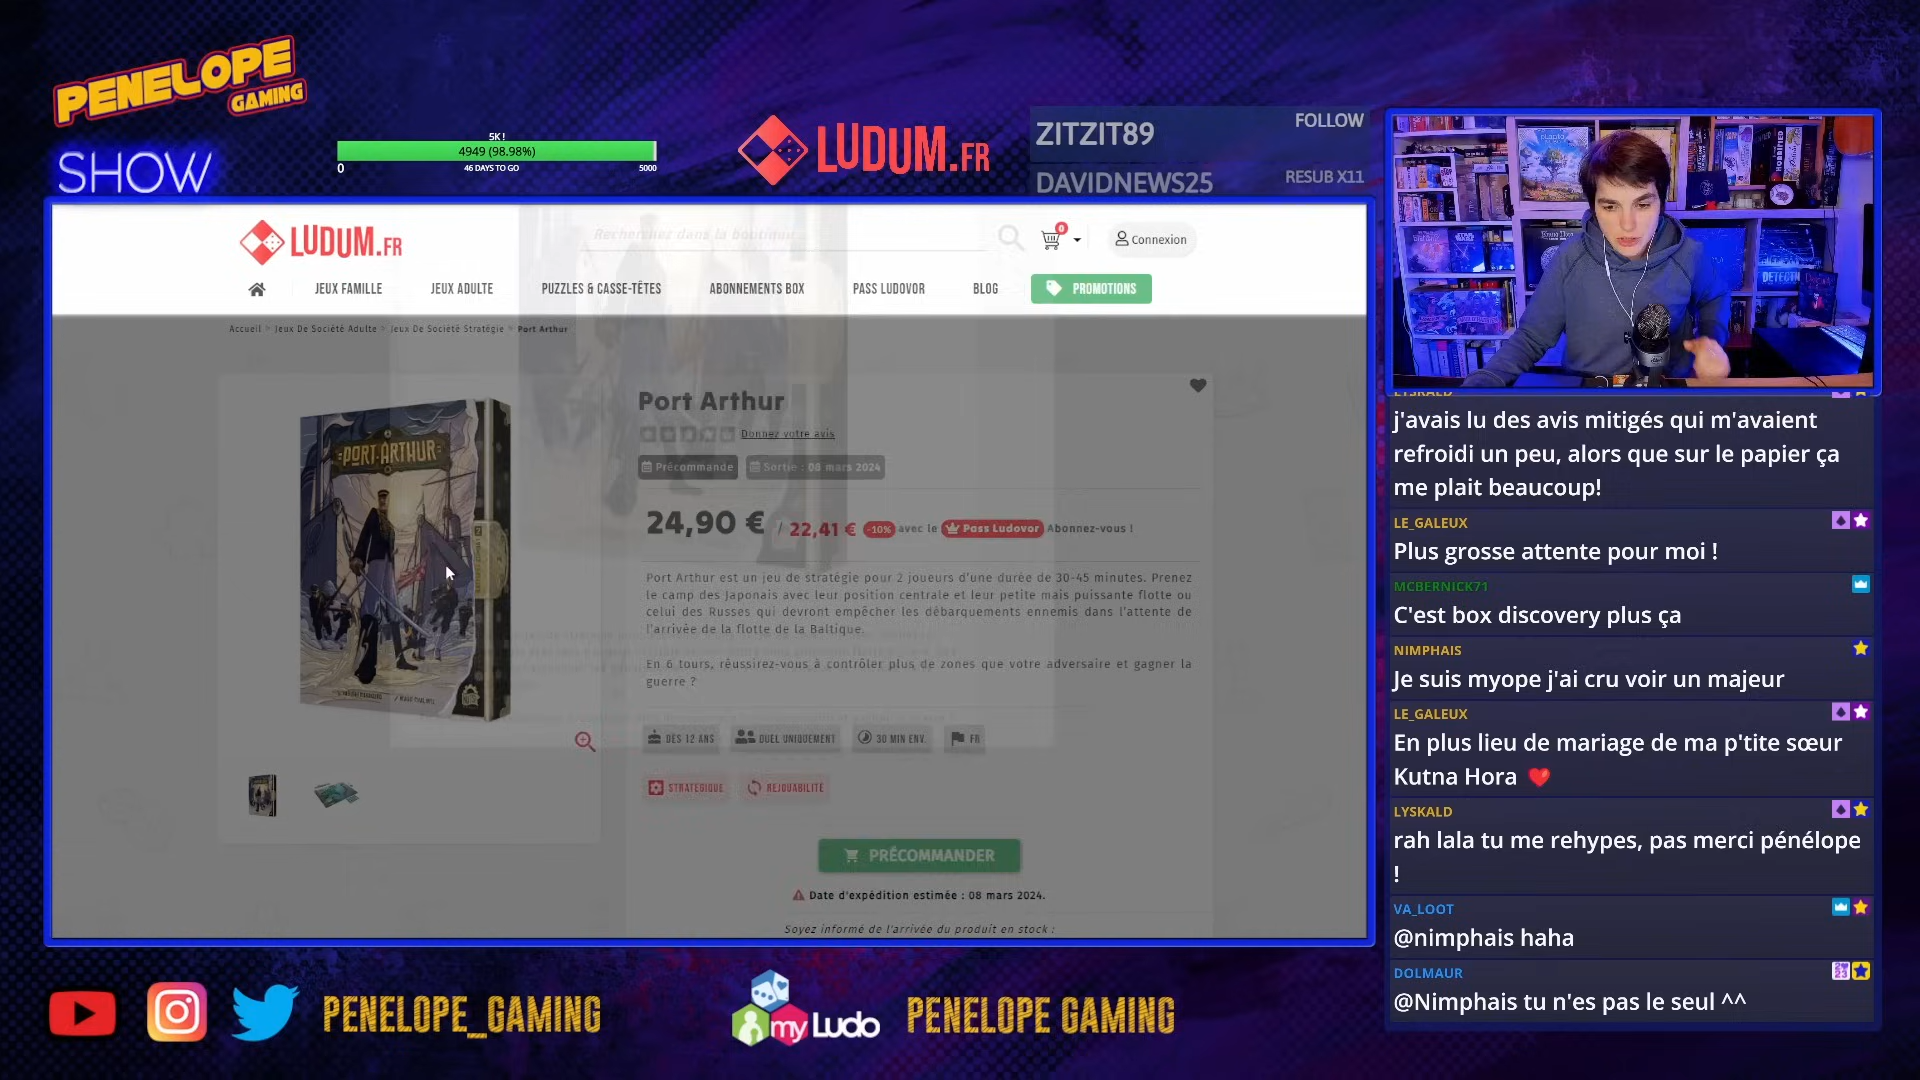 PENELOPE
GAMING
SHOW
5K !
4949 (98.98%)
0
46 DAYS TO GO
5000
LUDUM.FR
ZITZIT89
FOLLOW
DAVIDNEWS25
RESUB X11
LUDUM.FR
Recherchez dans la boutique...
0
Connexion
JEUX FAMILLE
JEUX ADULTE
PUZZLES & CASSE-TÊTES
ABONNEMENTS BOX
PASS LUDOVOR
BLOG
PROMOTIONS
Accueil > Jeux De Société Adulte > Jeux De Société Stratégie > Port Arthur
PORT ARTHUR
Port Arthur
Donnez votre avis
Précommande
Sortie : 08 mars 2024
24,90 € / 22,41 € -10% avec le Pass Ludovor Abonnez-vous !
Port Arthur est un jeu de stratégie pour 2 joueurs d'une durée de 30-45 minutes. Prenez
le camp des Japonais avec leur position centrale et leur petite mais puissante flotte ou
celui des Russes qui devront empêcher les débarquements ennemis dans l'attente de
l'arrivée de la flotte de la Baltique.
En 6 tours, réussirez-vous à contrôler plus de zones que votre adversaire et gagner la
guerre ?
DÈS 12 ANS
DUEL UNIQUEMENT
30 MIN ENV.
FR
STRATÉGIQUE
REJOUABILITÉ
PRÉCOMMANDER
Date d'expédition estimée : 08 mars 2024.
Soyez informé de l'arrivée du produit en stock :
LYSKALD
j'avais lu des avis mitigés qui m'avaient
refroidi un peu, alors que sur le papier ça
me plait beaucoup!
LE_GALEUX
Plus grosse attente pour moi !
MCBERNICK71
C'est box discovery plus ça
NIMPHAIS
Je suis myope j'ai cru voir un majeur
LE_GALEUX
En plus lieu de mariage de ma p'tite sœur
Kutna Hora
LYSKALD
rah lala tu me rehypes, pas merci pénélope
!
VA_LOOT
@nimphais haha
DOLMAUR
@Nimphais tu n'es pas le seul ^^
PENELOPE_GAMING
myLudo
PENELOPE GAMING